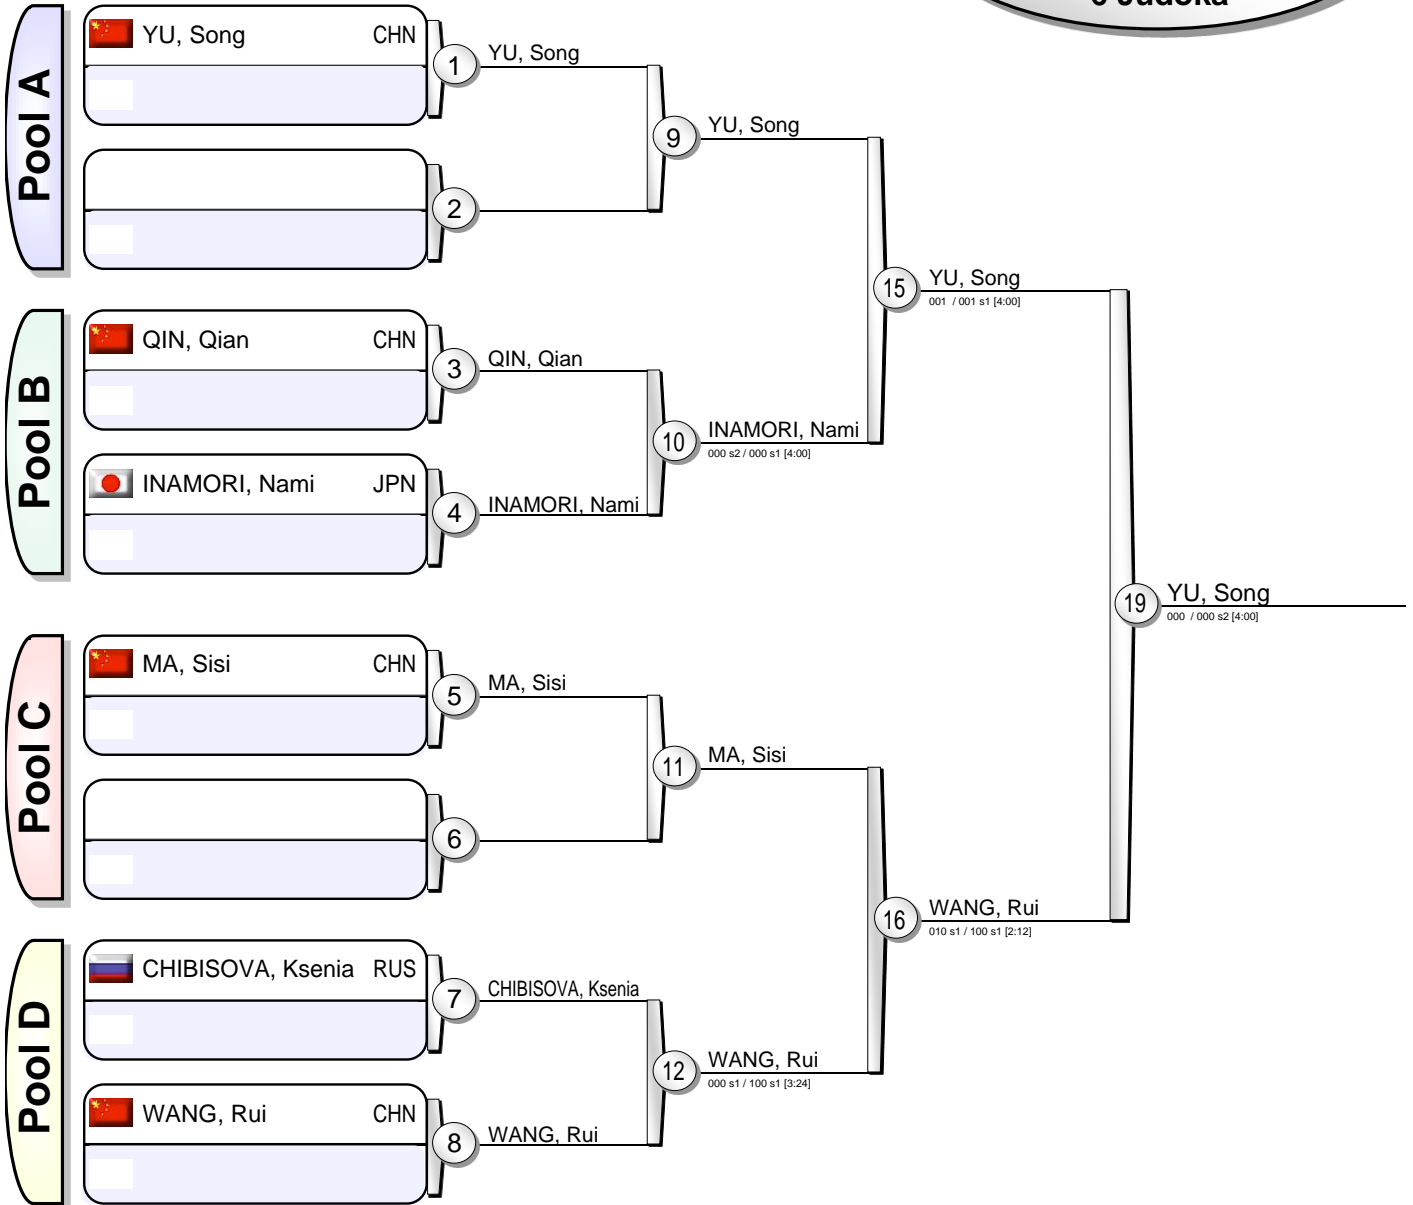 6 Judoka
Pool A
YU, Song CHN
1
YU, Song
2
9
YU, Song
Pool B
QIN, Qian CHN
3
QIN, Qian
INAMORI, Nami JPN
4
INAMORI, Nami
10
INAMORI, Nami
000 s2 / 000 s1 [4:00]
15
YU, Song
001 / 001 s1 [4:00]
Pool C
MA, Sisi CHN
5
MA, Sisi
6
11
MA, Sisi
Pool D
CHIBISOVA, Ksenia RUS
7
CHIBISOVA, Ksenia
WANG, Rui CHN
8
WANG, Rui
12
WANG, Rui
000 s1 / 100 s1 [3:24]
16
WANG, Rui
010 s1 / 100 s1 [2:12]
19
YU, Song
000 / 000 s2 [4:00]